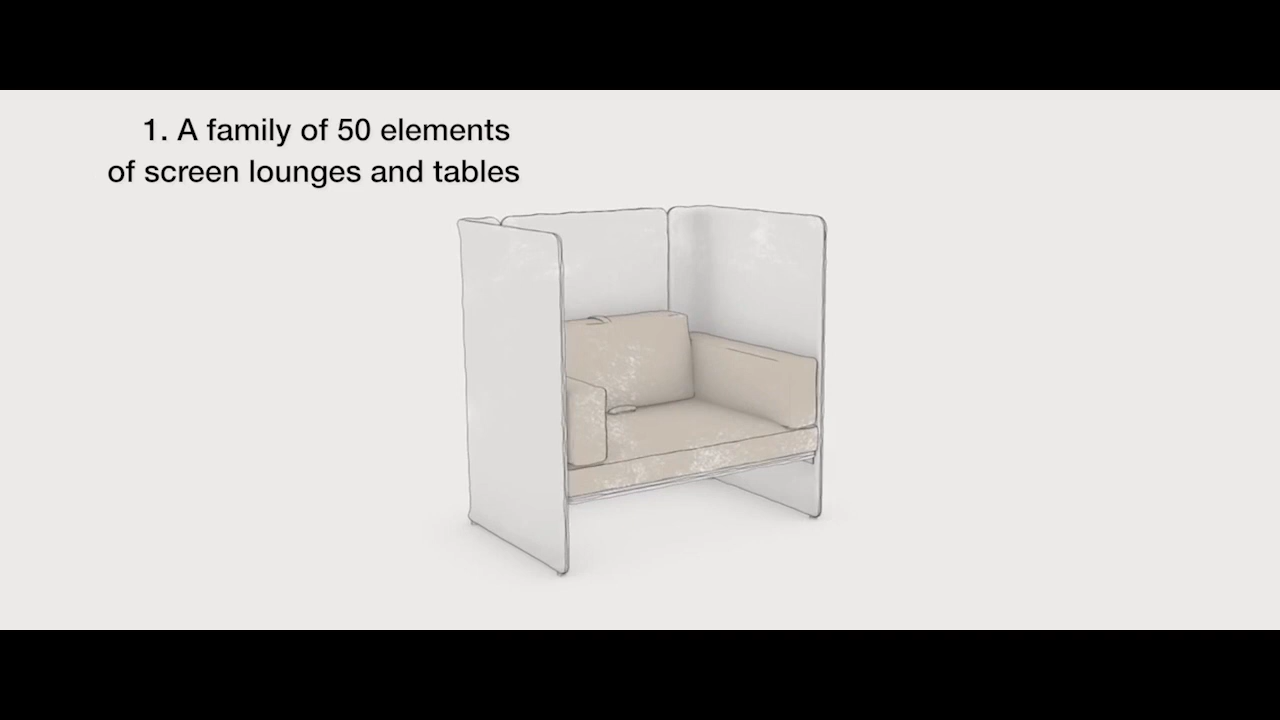 1. A family of 50 elements
of screen lounges and tables